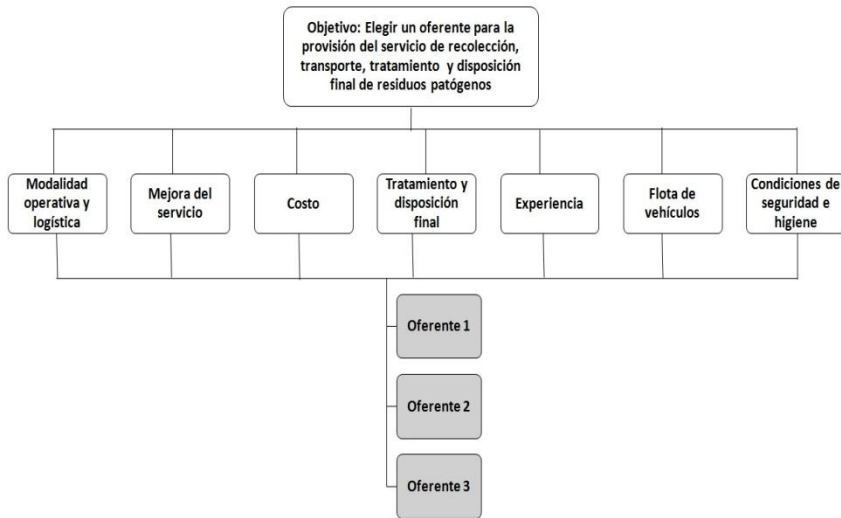 Objetivo: Elegir un oferente para la
provisión del servicio de recolección,
transporte, tratamiento y disposición
final de residuos patógenos
Modalidad
operativa y
logística
Mejora del
servicio
Costo
Tratamiento y
disposición
final
Experiencia
Flota de
vehículos
Condiciones de
seguridad e
higiene
Oferente 1
Oferente 2
Oferente 3